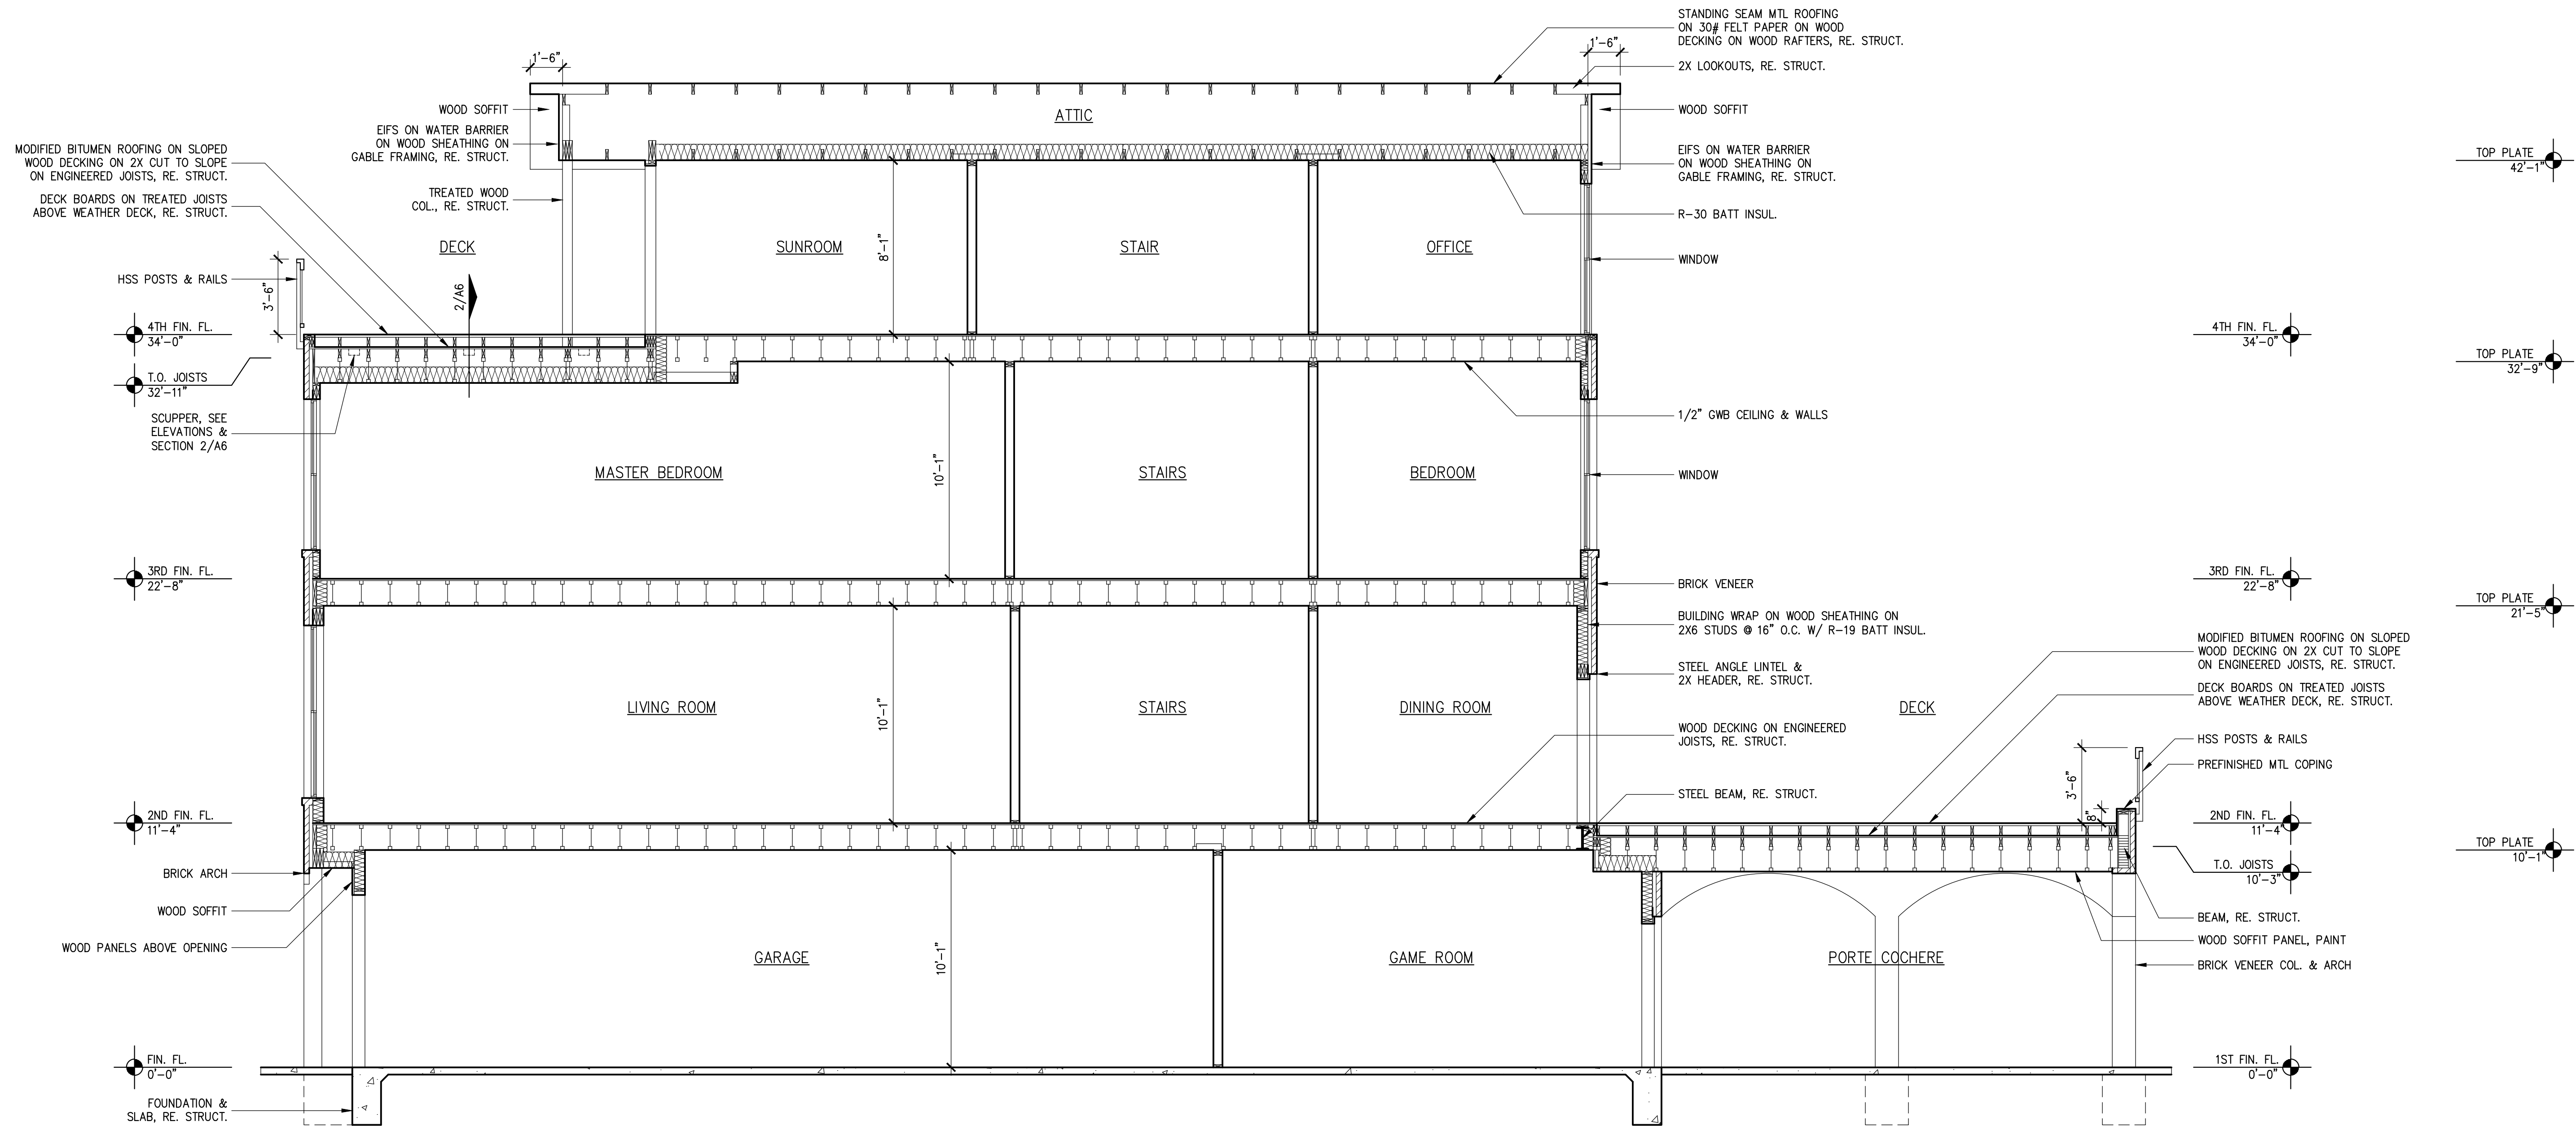 STANDING SEAM MTL ROOFING
ON 30# FELT PAPER ON WOOD
DECKING ON WOOD RAFTERS, RE. STRUCT.
1'-6"
1'-6"
2X LOOKOUTS, RE. STRUCT.
WOOD SOFFIT
ATTIC
WOOD SOFFIT
EIFS ON WATER BARRIER
ON WOOD SHEATHING ON
GABLE FRAMING, RE. STRUCT.
MODIFIED BITUMEN ROOFING ON SLOPED
WOOD DECKING ON 2X CUT TO SLOPE
ON ENGINEERED JOISTS, RE. STRUCT.
EIFS ON WATER BARRIER
ON WOOD SHEATHING ON
GABLE FRAMING, RE. STRUCT.
TOP PLATE
42'-1"
TREATED WOOD
COL., RE. STRUCT.
DECK BOARDS ON TREATED JOISTS
ABOVE WEATHER DECK, RE. STRUCT.
R-30 BATT INSUL.
DECK
SUNROOM
8'-1"
STAIR
OFFICE
WINDOW
HSS POSTS & RAILS
3'-6"
2/A6
4TH FIN. FL.
34'-0"
4TH FIN. FL.
34'-0"
TOP PLATE
32'-9"
T.O. JOISTS
32'-11"
1/2" GWB CEILING & WALLS
SCUPPER, SEE
ELEVATIONS &
SECTION 2/A6
MASTER BEDROOM
10'-1"
STAIRS
BEDROOM
WINDOW
3RD FIN. FL.
22'-8"
BRICK VENEER
3RD FIN. FL.
22'-8"
TOP PLATE
21'-5"
BUILDING WRAP ON WOOD SHEATHING ON
2X6 STUDS @ 16" O.C. W/ R-19 BATT INSUL.
MODIFIED BITUMEN ROOFING ON SLOPED
WOOD DECKING ON 2X CUT TO SLOPE
ON ENGINEERED JOISTS, RE. STRUCT.
STEEL ANGLE LINTEL &
2X HEADER, RE. STRUCT.
DECK BOARDS ON TREATED JOISTS
ABOVE WEATHER DECK, RE. STRUCT.
LIVING ROOM
10'-1"
STAIRS
DINING ROOM
DECK
WOOD DECKING ON ENGINEERED
JOISTS, RE. STRUCT.
HSS POSTS & RAILS
PREFINISHED MTL COPING
3'-6"
8"
STEEL BEAM, RE. STRUCT.
2ND FIN. FL.
11'-4"
2ND FIN. FL.
11'-4"
TOP PLATE
10'-1"
T.O. JOISTS
10'-3"
BRICK ARCH
WOOD SOFFIT
WOOD PANELS ABOVE OPENING
BEAM, RE. STRUCT.
WOOD SOFFIT PANEL, PAINT
BRICK VENEER COL. & ARCH
GARAGE
10'-1"
GAME ROOM
PORTE COCHERE
FIN. FL.
0'-0"
1ST FIN. FL.
0'-0"
FOUNDATION &
SLAB, RE. STRUCT.